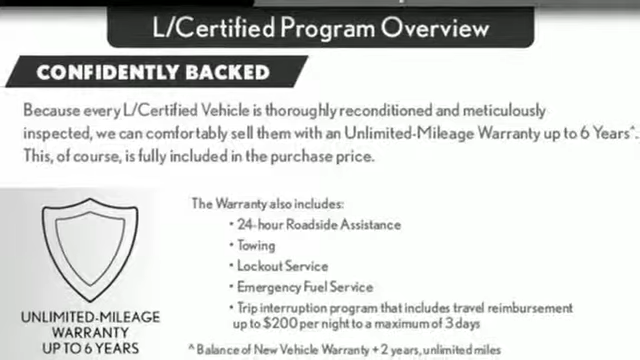 L/Certified Program Overview
CONFIDENTLY BACKED
Because every L/Certified Vehicle is thoroughly reconditioned and meticulously
inspected, we can comfortably sell them with an Unlimited-Mileage Warranty up to 6 Years^.
This, of course, is fully included in the purchase price.
The Warranty also includes:
• 24-hour Roadside Assistance
• Towing
• Lockout Service
• Emergency Fuel Service
• Trip interruption program that includes travel reimbursement
up to $200 per night to a maximum of 3 days
^ Balance of New Vehicle Warranty + 2 years, unlimited miles
UNLIMITED-MILEAGE
WARRANTY
UP TO 6 YEARS